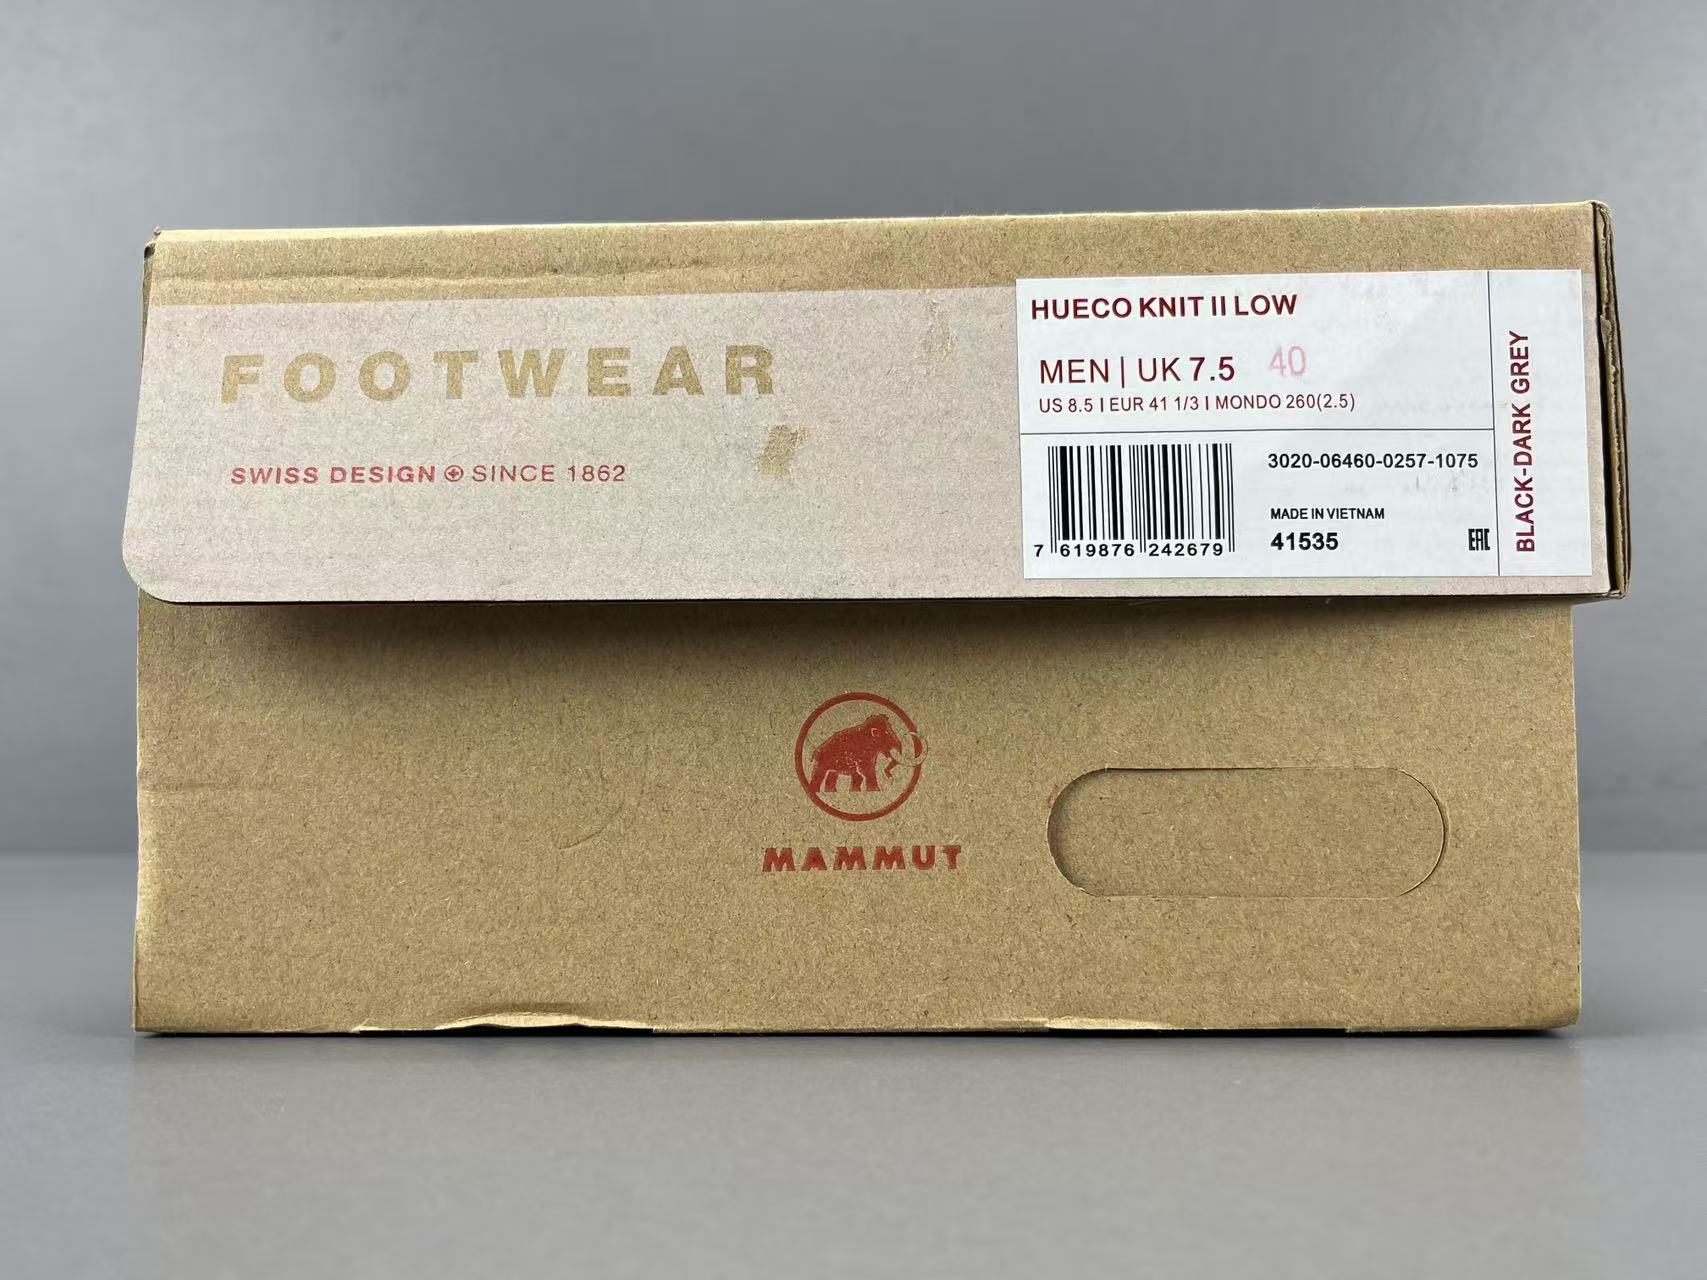 FOOTWEAR
SWISS DESIGN SINCE 1862
HUECO KNIT II LOW
MEN | UK 7.5 40
US 8.5 I EUR 41 1/3 I MONDO 260(2.5)
3020-06460-0257-1075
MADE IN VIETNAM
41535
EAC
7 619876 242679
BLACK-DARK GREY
MAMMUT